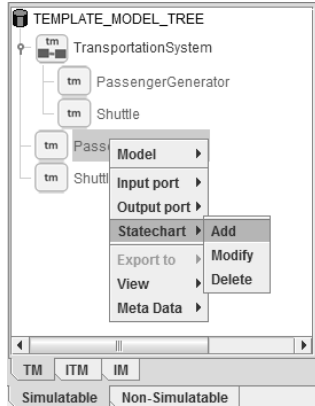 TEMPLATE_MODEL_TREE
tm TransportationSystem
tm PassengerGenerator
tm Shuttle
tm Passe
tm Shuttl
Model
Input port
Output port
Statechart Add
Export to Modify
View Delete
Meta Data
TM ITM IM
Simulatable Non-Simulatable